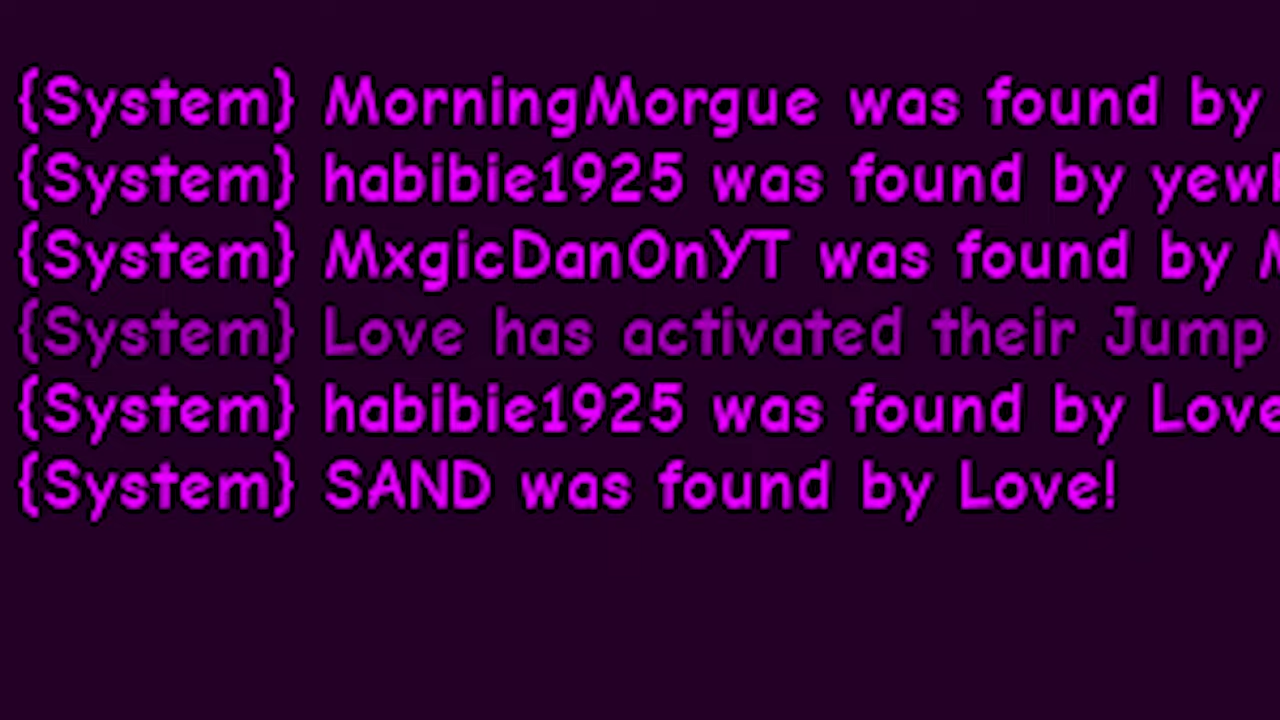 {System} MorningMorgue was found by
{System} habibie1925 was found by
{System} MxgicDanOnYT was found by
{System} Love has activated their Jump
{System} habibie1925 was found by Love
{System} SAND was found by Love!